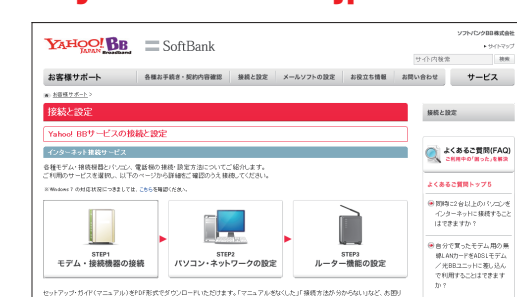 ソフトバンクBB株式会社
YAHOO! BB
JAPAN Broadband
SoftBank
サイトマップ
サイト内検索
検索
お客様サポート
各種お手続き・契約内容確認
接続と設定
メールソフトの設定
お役立ち情報
お問い合わせ
サービス
お客様サポート >
接続と設定
Yahoo! BBサービスの接続と設定
インターネット接続サービス
各種モデム・接続機器とパソコン、電話機の接続・設定方法についてご紹介します。
ご利用のサービスを選択し、以下のページから詳細をご確認のうえ接続してください。
※ Windows 7 の対応状況につきましては、こちらを確認ください。
STEP1
モデム・接続機器の接続
STEP2
パソコン・ネットワークの設定
STEP3
ルーター機能の設定
セットアップ・ガイド(マニュアル)をPDF形式でダウンロードいただけます。「マニュアルをなくした」「接続方法が分からない」など、お困り
接続と設定
よくあるご質問(FAQ)
ご利用中の「困った」を解決
よくあるご質問トップ5
同時に2台以上のパソコンを
インターネットに接続すること
はできますか？
自分で買ったモデム用の無
線LANカードをADSLモデム
／光BBユニットに差し込ん
で利用することはできます
か？